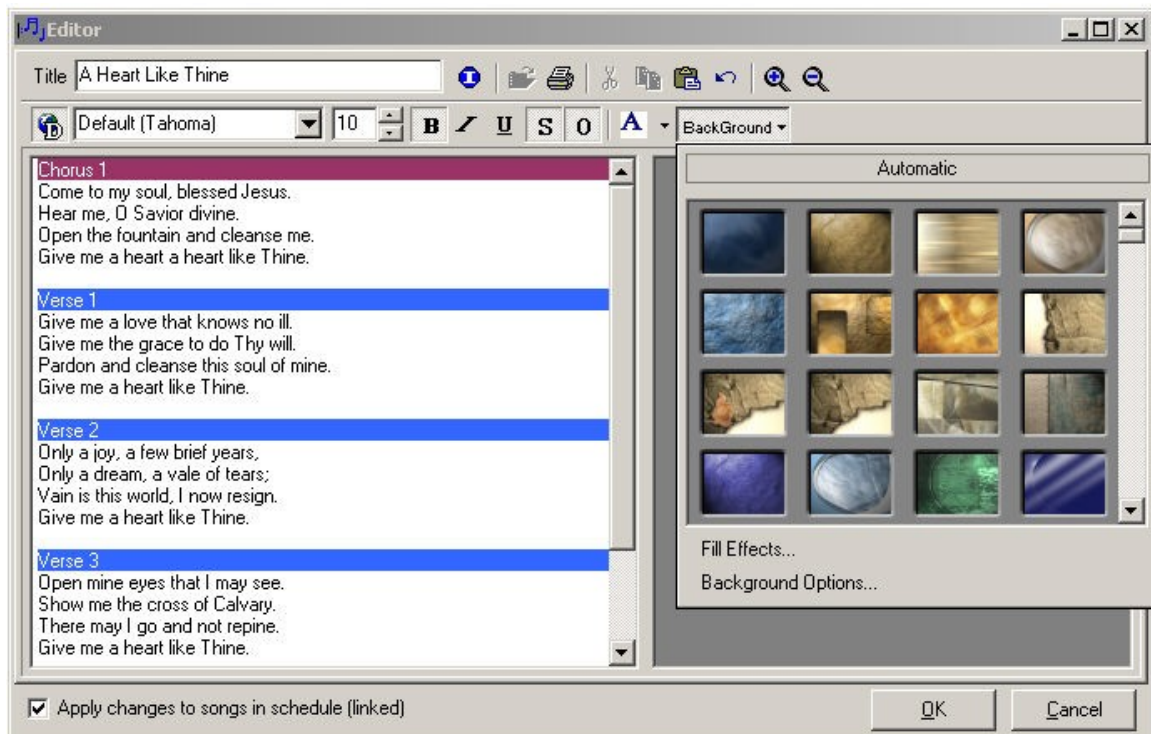 Editor
Title A Heart Like Thine
Default (Tahoma) 10 B I U S O A BackGround
Automatic
Chorus 1
Come to my soul, blessed Jesus.
Hear me, O Savior divine.
Open the fountain and cleanse me.
Give me a heart a heart like Thine.
Verse 1
Give me a love that knows no ill.
Give me the grace to do Thy will.
Pardon and cleanse this soul of mine.
Give me a heart like Thine.
Verse 2
Only a joy, a few brief years,
Only a dream, a vale of tears;
Vain is this world, I now resign.
Give me a heart like Thine.
Verse 3
Open mine eyes that I may see.
Show me the cross of Calvary.
There may I go and not repine.
Give me a heart like Thine.
Fill Effects...
Background Options...
Apply changes to songs in schedule (linked)
OK
Cancel